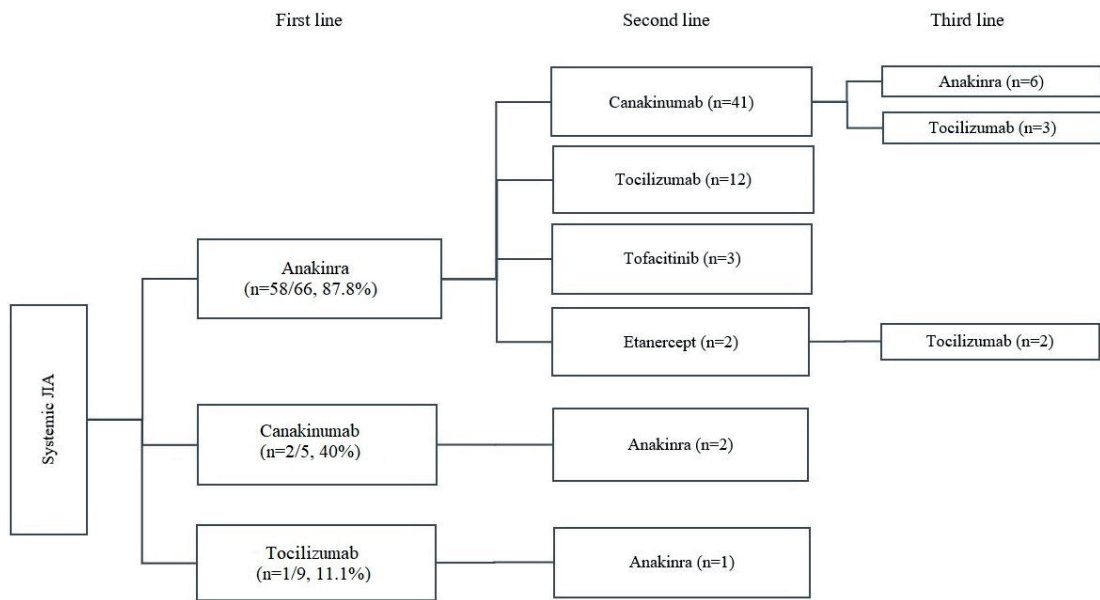 First line
Second line
Third line
Systemic JIA
Anakinra
(n=58/66, 87.8%)
Canakinumab (n=41)
Anakinra (n=6)
Tocilizumab (n=3)
Tocilizumab (n=12)
Tofacitinib (n=3)
Etanercept (n=2)
Tocilizumab (n=2)
Canakinumab
(n=2/5, 40%)
Anakinra (n=2)
Tocilizumab
(n=1/9, 11.1%)
Anakinra (n=1)